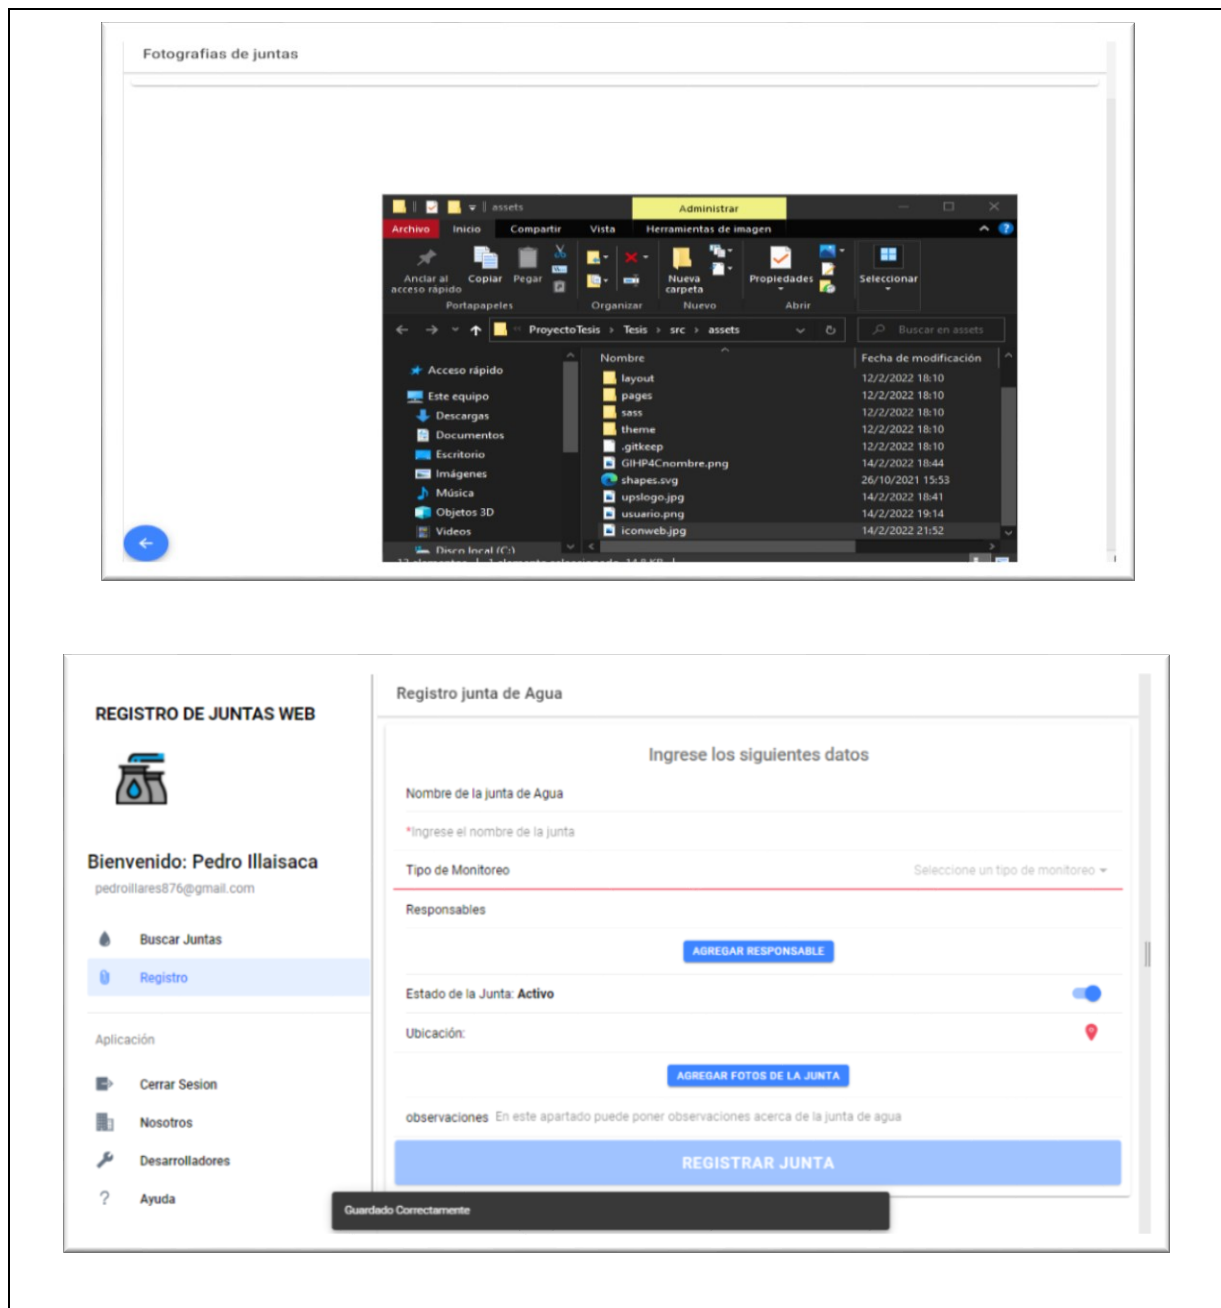 Fotografias de juntas
assets
Administrar
Archivo Inicio Compartir Vista Herramientas de imagen
Anclar al acceso rápido
Copiar
Pegar
Nueva carpeta
Propiedades
Seleccionar
Portapapeles Organizar Nuevo Abrir
ProyectoTesis > Tesis > src > assets
Buscar en assets
Acceso rápido
Este equipo
Descargas
Documentos
Escritorio
Imágenes
Música
Objetos 3D
Videos
Disco local (C:)
Nombre Fecha de modificación
layout 12/2/2022 18:10
pages 12/2/2022 18:10
sass 12/2/2022 18:10
theme 12/2/2022 18:10
.gitkeep 12/2/2022 18:10
GIHP4Cnombre.png 14/2/2022 18:44
shapes.svg 26/10/2021 15:53
upslogo.jpg 14/2/2022 18:41
usuario.png 14/2/2022 19:14
iconweb.jpg 14/2/2022 21:52
REGISTRO DE JUNTAS WEB
Bienvenido: Pedro Illaisaca
pedroillares876@gmail.com
Buscar Juntas
Registro
Aplicación
Cerrar Sesion
Nosotros
Desarrolladores
Ayuda
Registro junta de Agua
Ingrese los siguientes datos
Nombre de la junta de Agua
*Ingrese el nombre de la junta
Tipo de Monitoreo Seleccione un tipo de monitoreo
Responsables
AGREGAR RESPONSABLE
Estado de la Junta: Activo
Ubicación:
AGREGAR FOTOS DE LA JUNTA
observaciones En este apartado puede poner observaciones acerca de la junta de agua
REGISTRAR JUNTA
Guardado Correctamente